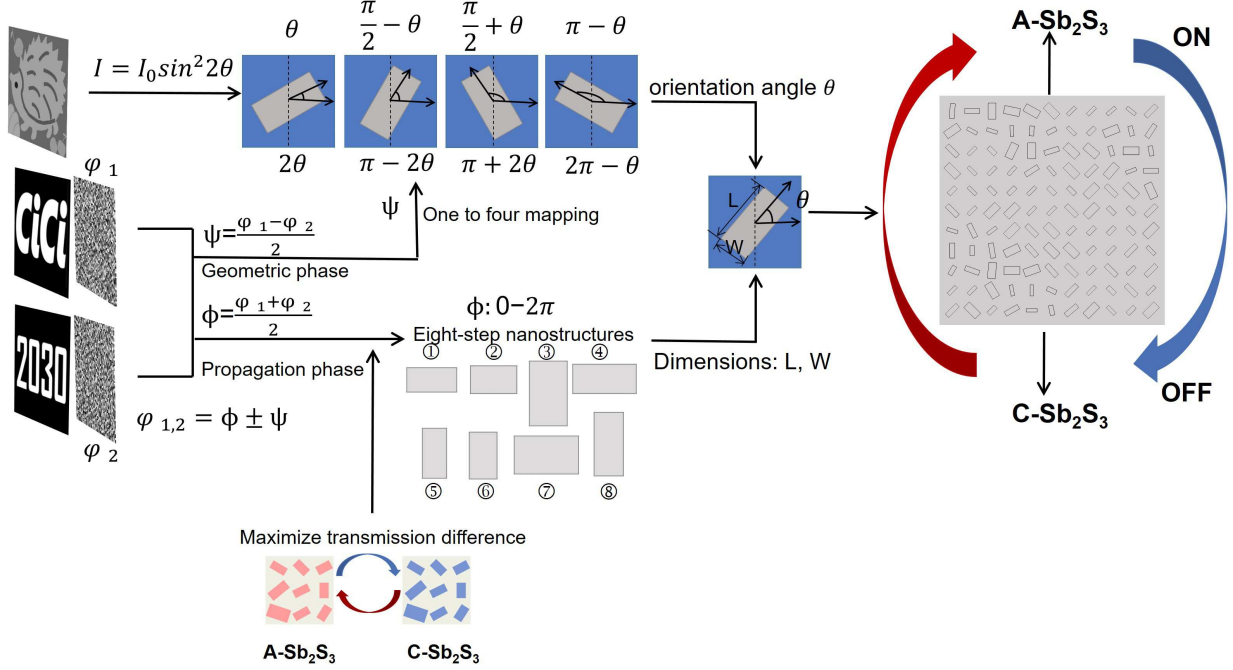 θ
π/2 − θ
π/2 + θ
π − θ
I = I₀sin²2θ
2θ
π − 2θ
π + 2θ
2π − θ
φ ₁
CiCi
ψ=(φ ₁−φ ₂)/2
Geometric phase
ψ
One to four mapping
2030
φ ₂
ϕ=(φ ₁+φ ₂)/2
Propagation phase
φ ₁,₂ = ϕ ± ψ
ϕ: 0−2π
Eight-step nanostructures
① ② ③ ④
⑤ ⑥ ⑦ ⑧
Maximize transmission difference
A-Sb₂S₃
C-Sb₂S₃
orientation angle θ
L
W
θ
Dimensions: L, W
A-Sb₂S₃
ON
OFF
C-Sb₂S₃